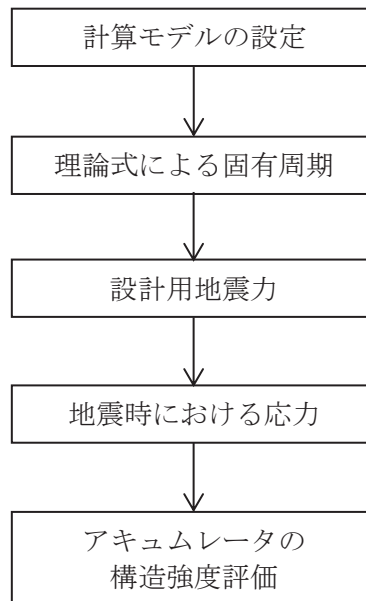 計算モデルの設定
理論式による固有周期
設計用地震力
地震時における応力
アキュムレータの
構造強度評価